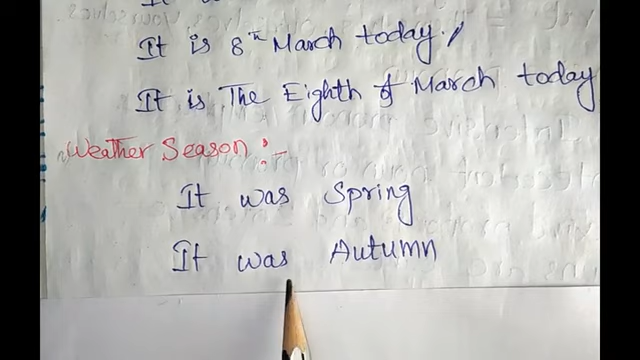 It is 8th March today.
It is The Eighth of March today
Weather Season :-
It was Spring
It was Autumn